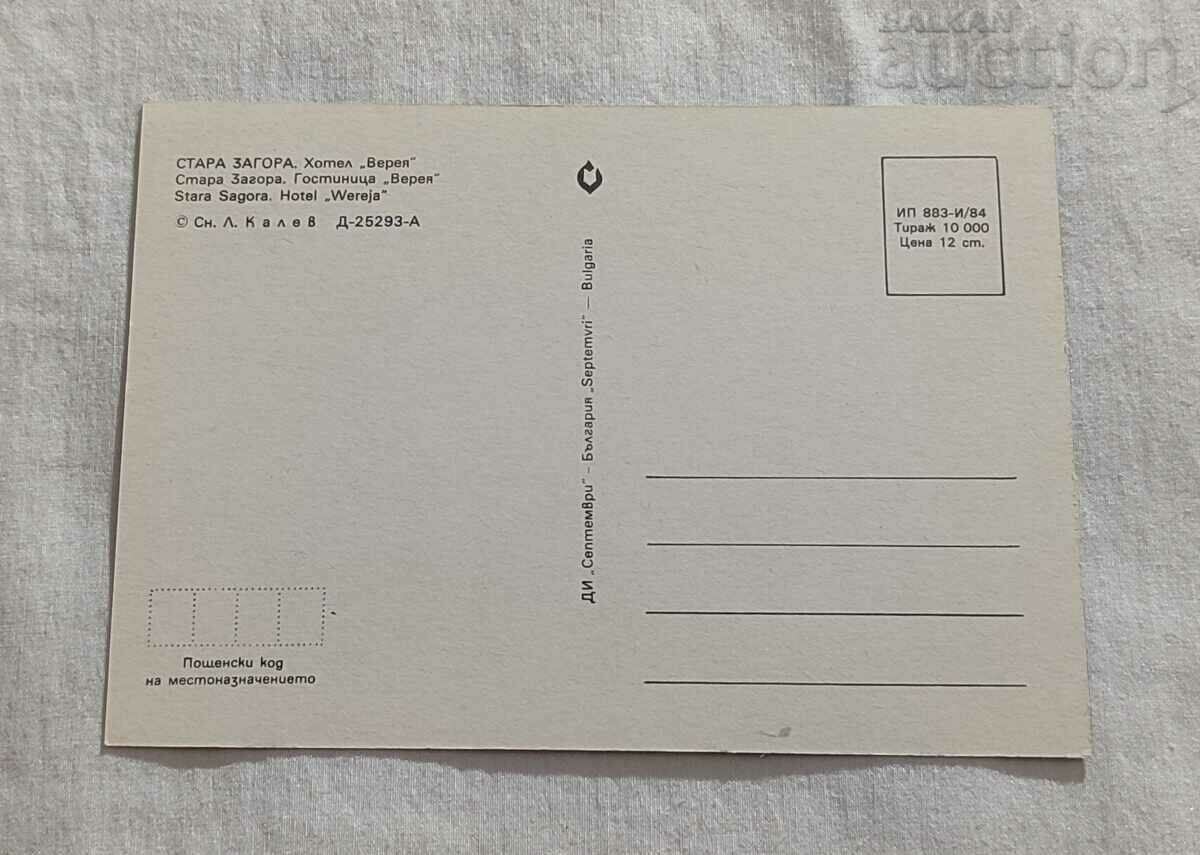 BALKAN
auction
СТАРА ЗАГОРА. Хотел „Верея“
Стара Загора. Гостиница „Верея“
Stara Sagora. Hotel „Wereja“
© Сн. Л. Калев Д-25293-А
ДИ „Септември“ – България „Septemvri“ — Bulgaria
ИП 883-И/84
Тираж 10 000
Цена 12 ст.
Пощенски код
на местоназначението